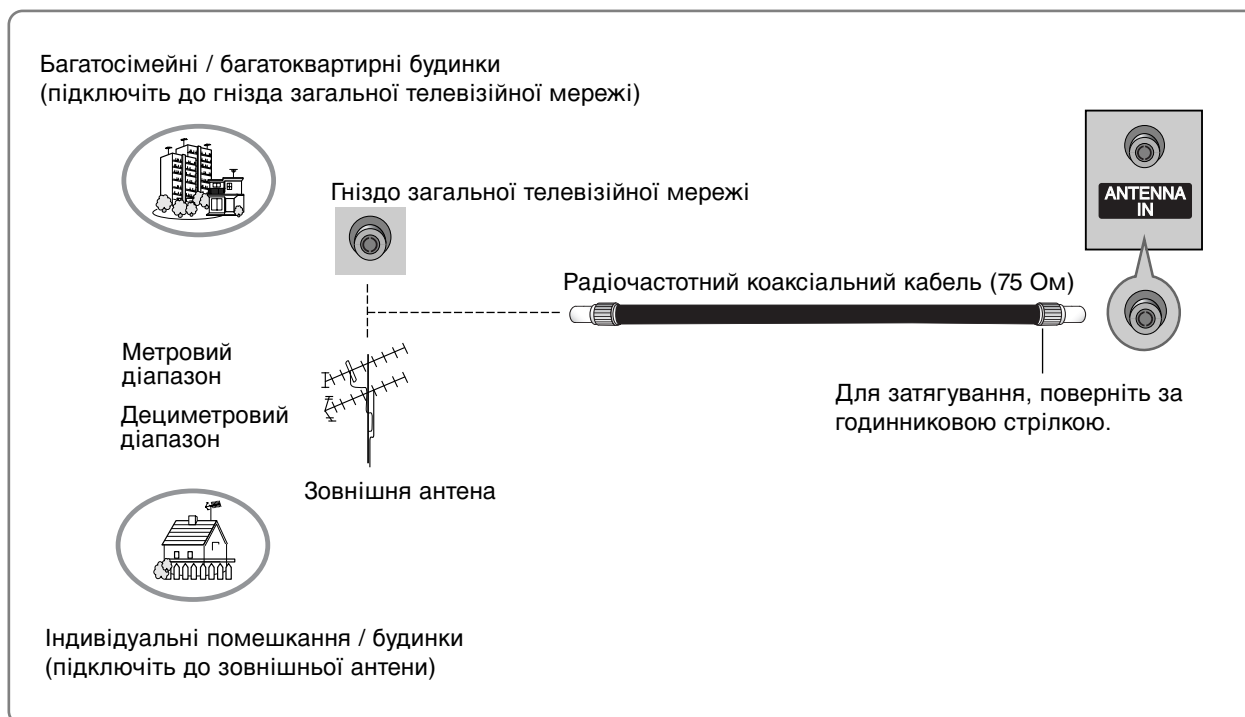 Багатосімейні / багатоквартирні будинки
(підключіть до гнізда загальної телевізійної мережі)
Гніздо загальної телевізійної мережі
ANTENNA
IN
Радіочастотний коаксіальний кабель (75 Ом)
Метровий
діапазон
Дециметровий
діапазон
Для затягування, поверніть за
годинниковою стрілкою.
Зовнішня антена
Індивідуальні помешкання / будинки
(підключіть до зовнішньої антени)